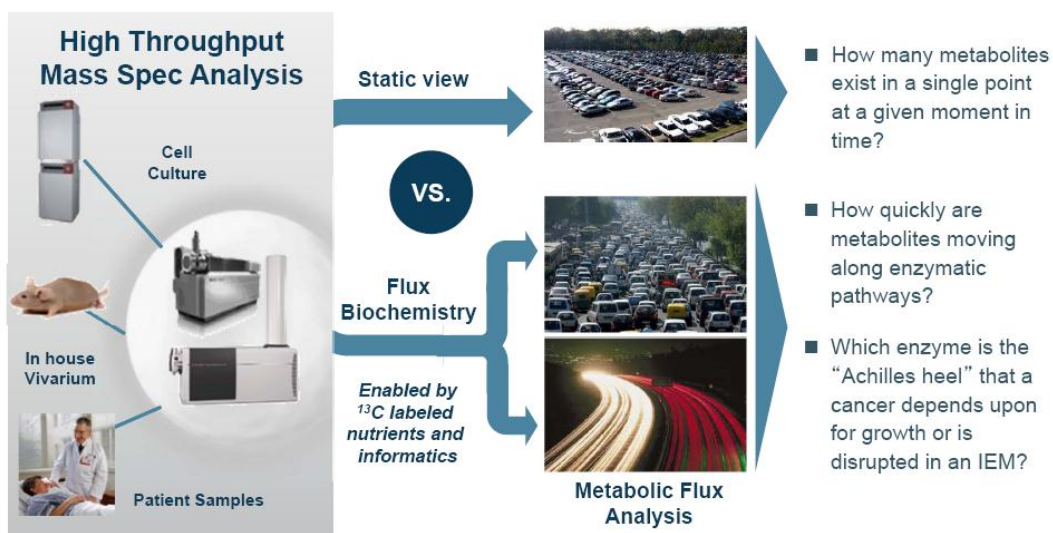 High Throughput
Mass Spec Analysis
Cell
Culture
In house
Vivarium
Patient Samples
Static view
VS.
Flux
Biochemistry
Enabled by
¹³C labeled
nutrients and
informatics
Metabolic Flux
Analysis
■ How many metabolites
exist in a single point
at a given moment in
time?
■ How quickly are
metabolites moving
along enzymatic
pathways?
■ Which enzyme is the
“Achilles heel” that a
cancer depends upon
for growth or is
disrupted in an IEM?